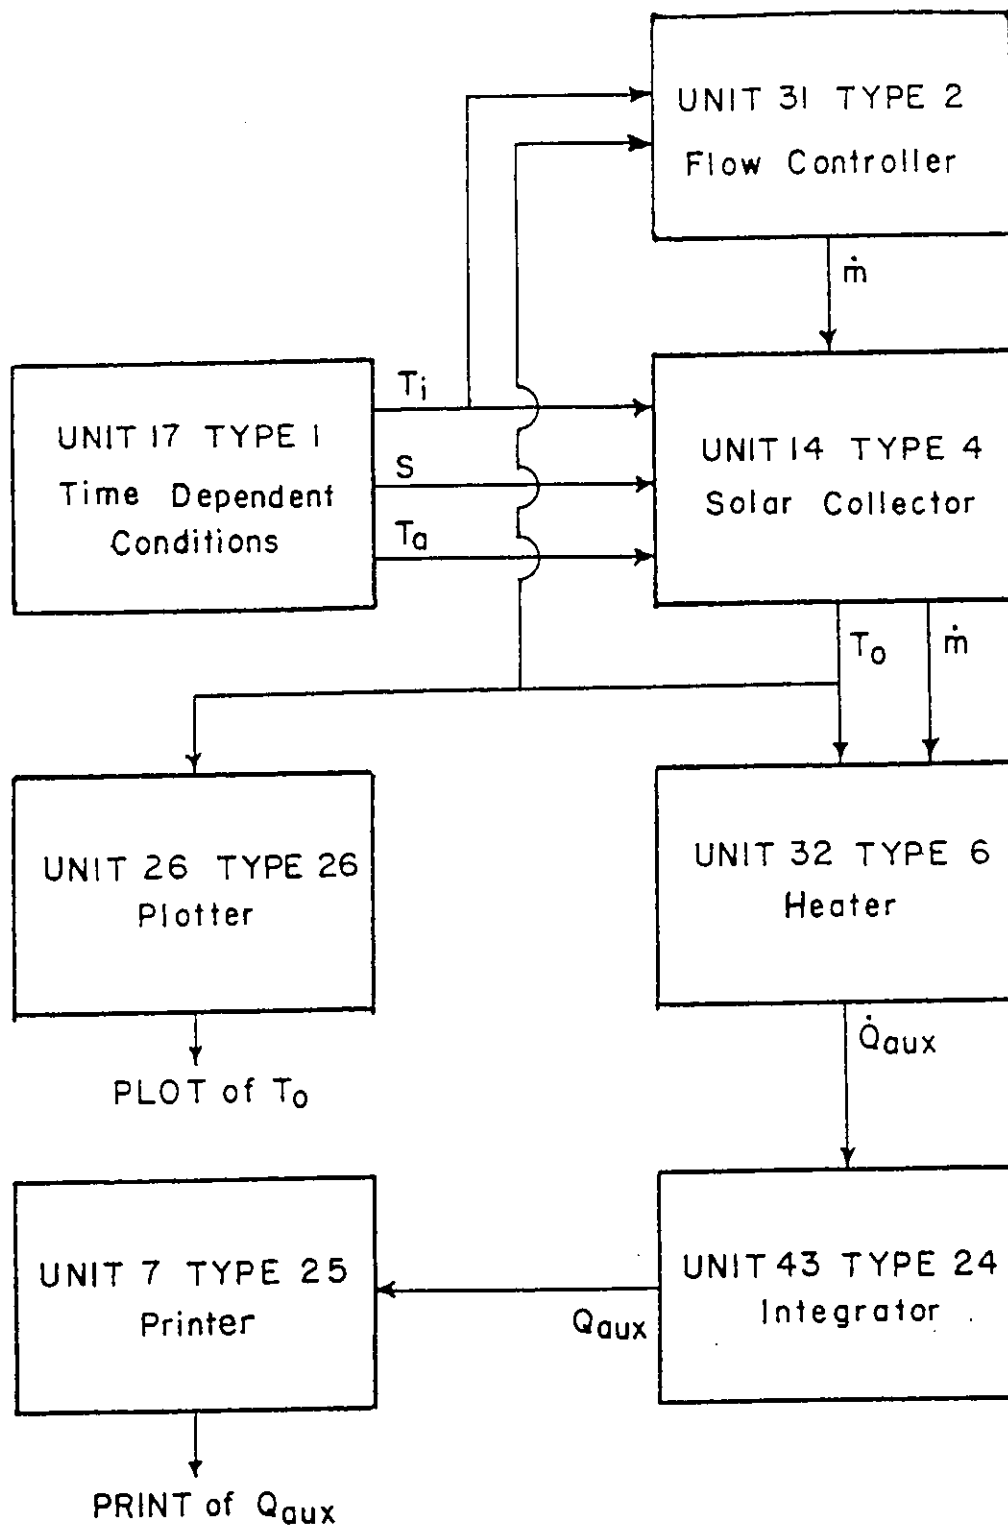 UNIT 31 TYPE 2
Flow Controller
ṁ
UNIT 17 TYPE 1
Time Dependent
Conditions
Ti
S
Ta
UNIT 14 TYPE 4
Solar Collector
To
ṁ
UNIT 26 TYPE 26
Plotter
UNIT 32 TYPE 6
Heater
PLOT of To
Q̇aux
UNIT 7 TYPE 25
Printer
Qaux
UNIT 43 TYPE 24
Integrator
PRINT of Qaux